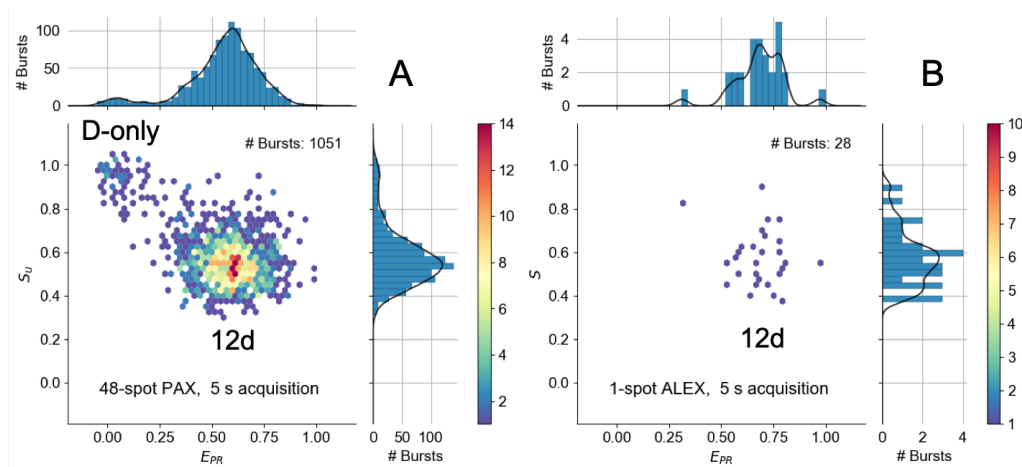 # Bursts
100
50
0
A
D-only
# Bursts: 1051
1.0
0.8
0.6
0.4
0.2
0.0
S_U
12d
48-spot PAX, 5 s acquisition
0.00 0.25 0.50 0.75 1.00
E_PR
0 50 100
# Bursts
14
12
10
8
6
4
2
# Bursts
4
2
0
B
# Bursts: 28
1.0
0.8
0.6
0.4
0.2
0.0
S
12d
1-spot ALEX, 5 s acquisition
0.00 0.25 0.50 0.75 1.00
E_PR
0 2 4
# Bursts
10
9
8
7
6
5
4
3
2
1